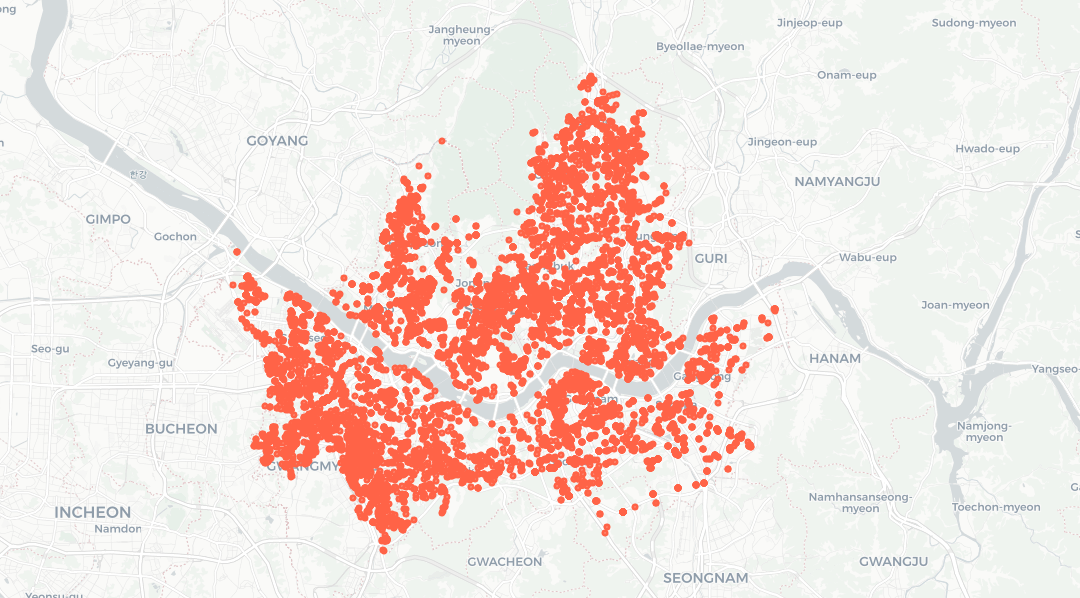 Jangheung-
myeon
Jinjeop-eup
Sudong-myeon
Byeollae-myeon
Onam-eup
GOYANG
Jingeon-eup
Hwado-eup
한강
NAMYANGJU
GIMPO
Gochon
GURI
Wabu-eup
Joan-myeon
Seo-gu
Gyeyang-gu
HANAM
BUCHEON
Namjong-
myeon
INCHEON
Namdon
Namhansanseong-
myeon
Toechon-myeon
GWACHEON
GWANGJU
SEONGNAM
Yeonsu-gu